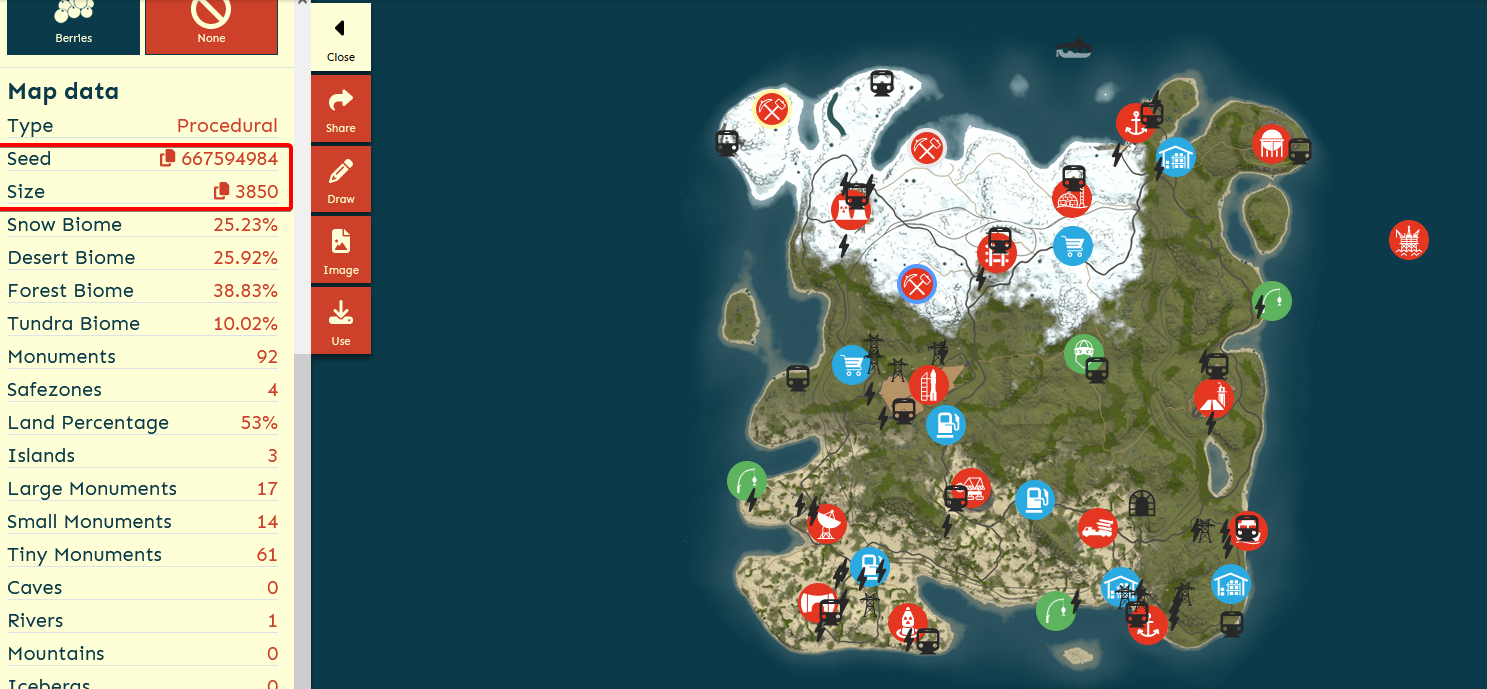 Berries
None
Close
Share
Draw
Image
Use
Map data
Type Procedural
Seed 667594984
Size 3850
Snow Biome 25.23%
Desert Biome 25.92%
Forest Biome 38.83%
Tundra Biome 10.02%
Monuments 92
Safezones 4
Land Percentage 53%
Islands 3
Large Monuments 17
Small Monuments 14
Tiny Monuments 61
Caves 0
Rivers 1
Mountains 0
Icebergs 0